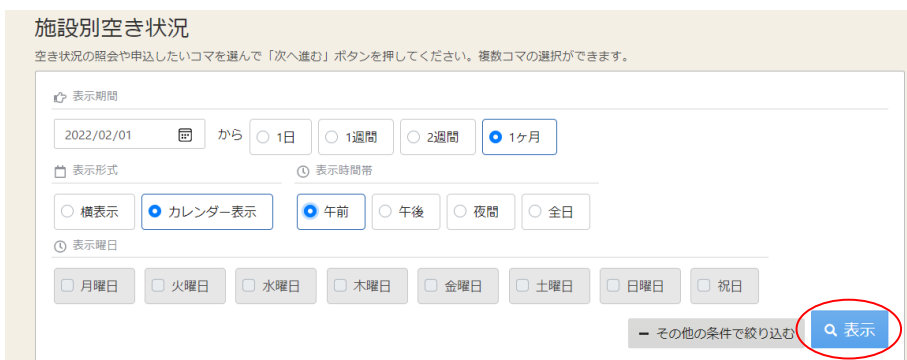 施設別空き状況
空き状況の照会や申込したいコマを選んで「次へ進む」ボタンを押してください。複数コマの選択ができます。
表示期間
2022/02/01 から 1日 1週間 2週間 1ケ月
表示形式 表示時間帯
横表示 カレンダー表示 午前 午後 夜間 全日
表示曜日
月曜日 火曜日 水曜日 木曜日 金曜日 土曜日 日曜日 祝日
その他の条件で絞り込む 表示